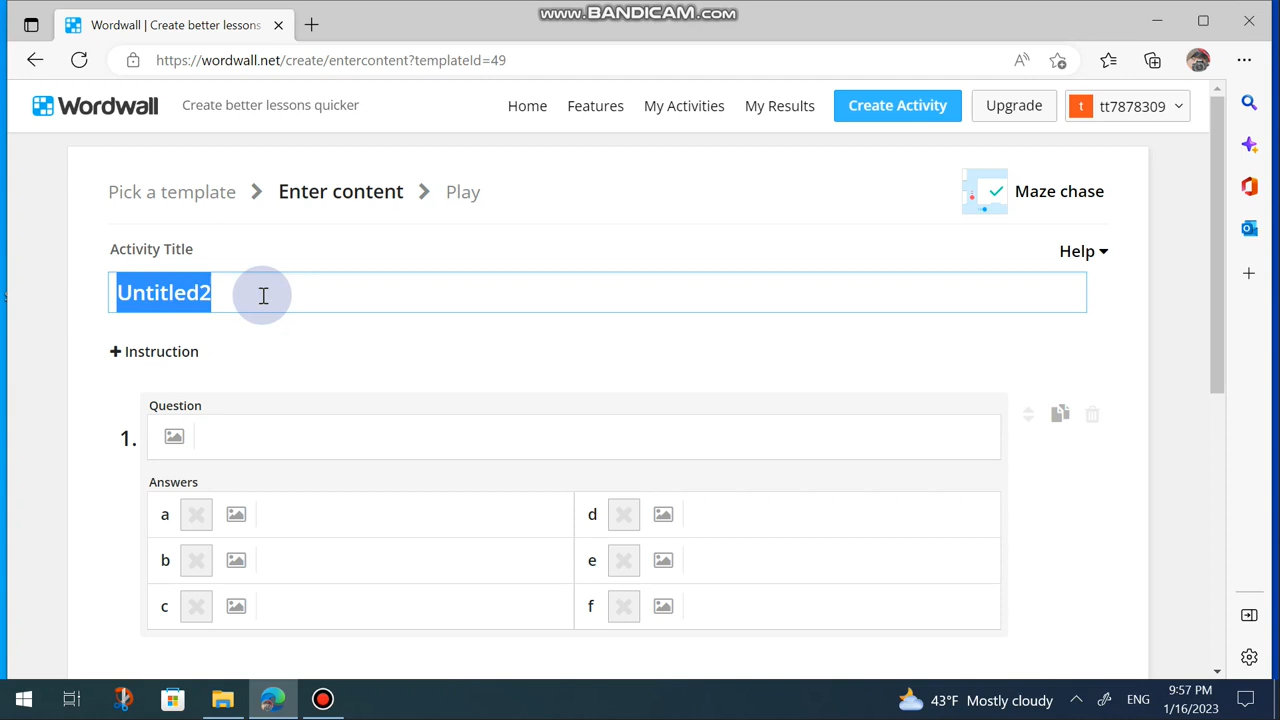 www.BANDICAM.com
Wordwall | Create better lessons
https://wordwall.net/create/entercontent?templateId=49
Wordwall
Create better lessons quicker
Home
Features
My Activities
My Results
Create Activity
Upgrade
t
tt7878309
Pick a template
Enter content
Play
Maze chase
Activity Title
Help
Untitled2
Instruction
Question
1.
Answers
a
d
b
e
c
f
43°F Mostly cloudy
ENG
9:57 PM
1/16/2023